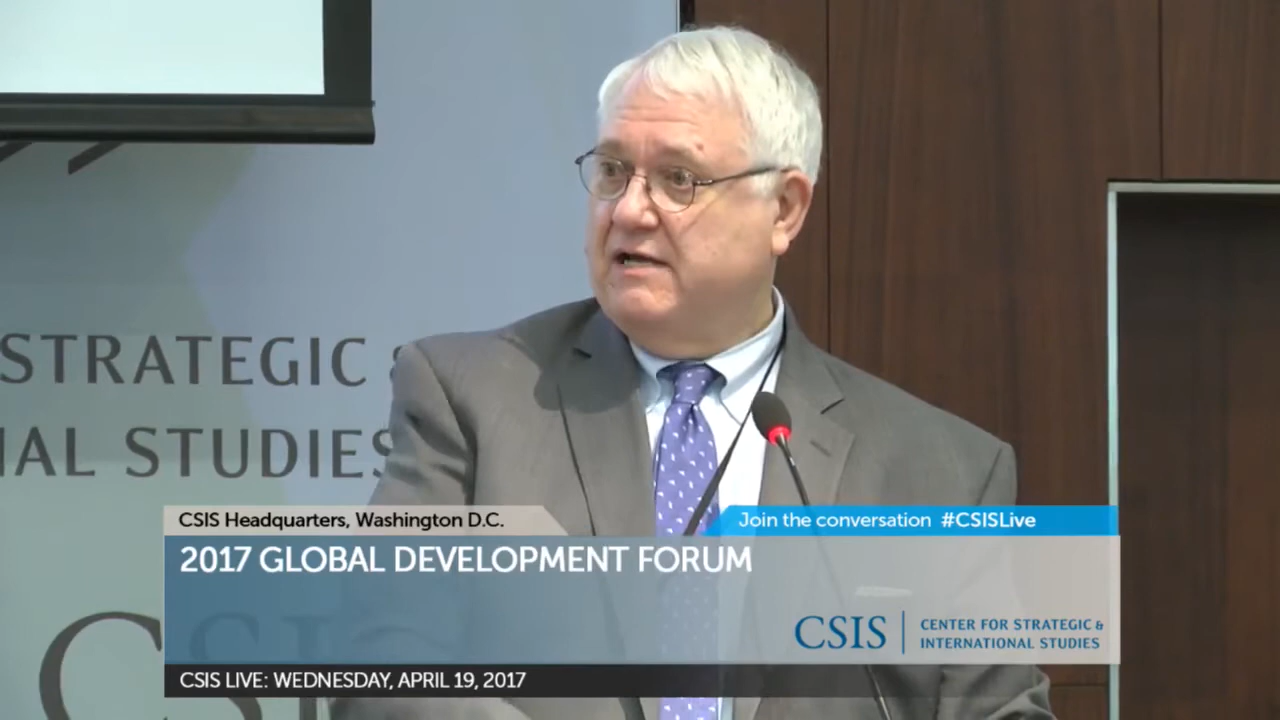 STRATEGIC
IAL STUDIES
CSIS Headquarters, Washington D.C.
Join the conversation #CSISLive
2017 GLOBAL DEVELOPMENT FORUM
CSIS
CSIS
CENTER FOR STRATEGIC &
INTERNATIONAL STUDIES
CSIS LIVE: WEDNESDAY, APRIL 19, 2017